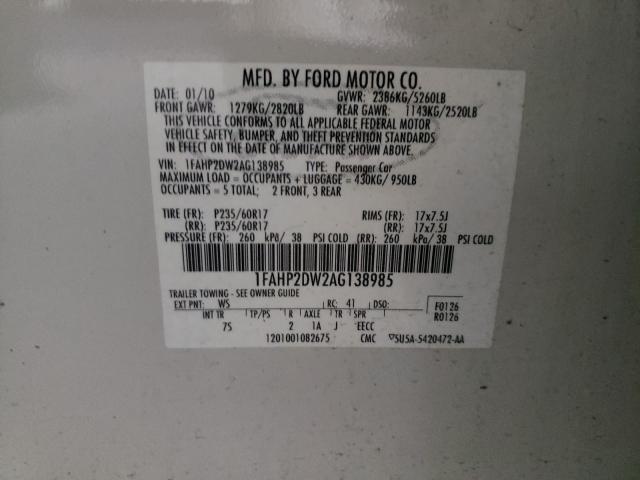 MFD. BY FORD MOTOR CO.
DATE: 01/10 GVWR: 2386KG/5260LB
FRONT GAWR: 1279KG/2820LB REAR GAWR: 1143KG/2520LB
THIS VEHICLE CONFORMS TO ALL APPLICABLE FEDERAL MOTOR
VEHICLE SAFETY, BUMPER, AND THEFT PREVENTION STANDARDS
IN EFFECT ON THE DATE OF MANUFACTURE SHOWN ABOVE.
VIN: 1FAHP2DW2AG138985 TYPE: Passenger Car
MAXIMUM LOAD = OCCUPANTS + LUGGAGE = 430KG/ 950LB
OCCUPANTS = 5 TOTAL; 2 FRONT, 3 REAR
TIRE (FR): P235/60R17 RIMS (FR): 17x7.5J
(RR): P235/60R17 (RR): 17x7.5J
PRESSURE (FR): 260 kPa/ 38 PSI COLD (RR): 260 kPa/ 38 PSI COLD
1FAHP2DW2AG138985
TRAILER TOWING - SEE OWNER GUIDE
EXT PNT: WS RC: 41 DSO: F0126
INT TR TP/PS R AXLE TR SPR R0126
7S 2 1A J EECC
1201001082675 CMC ▽5U5A-5420472-AA